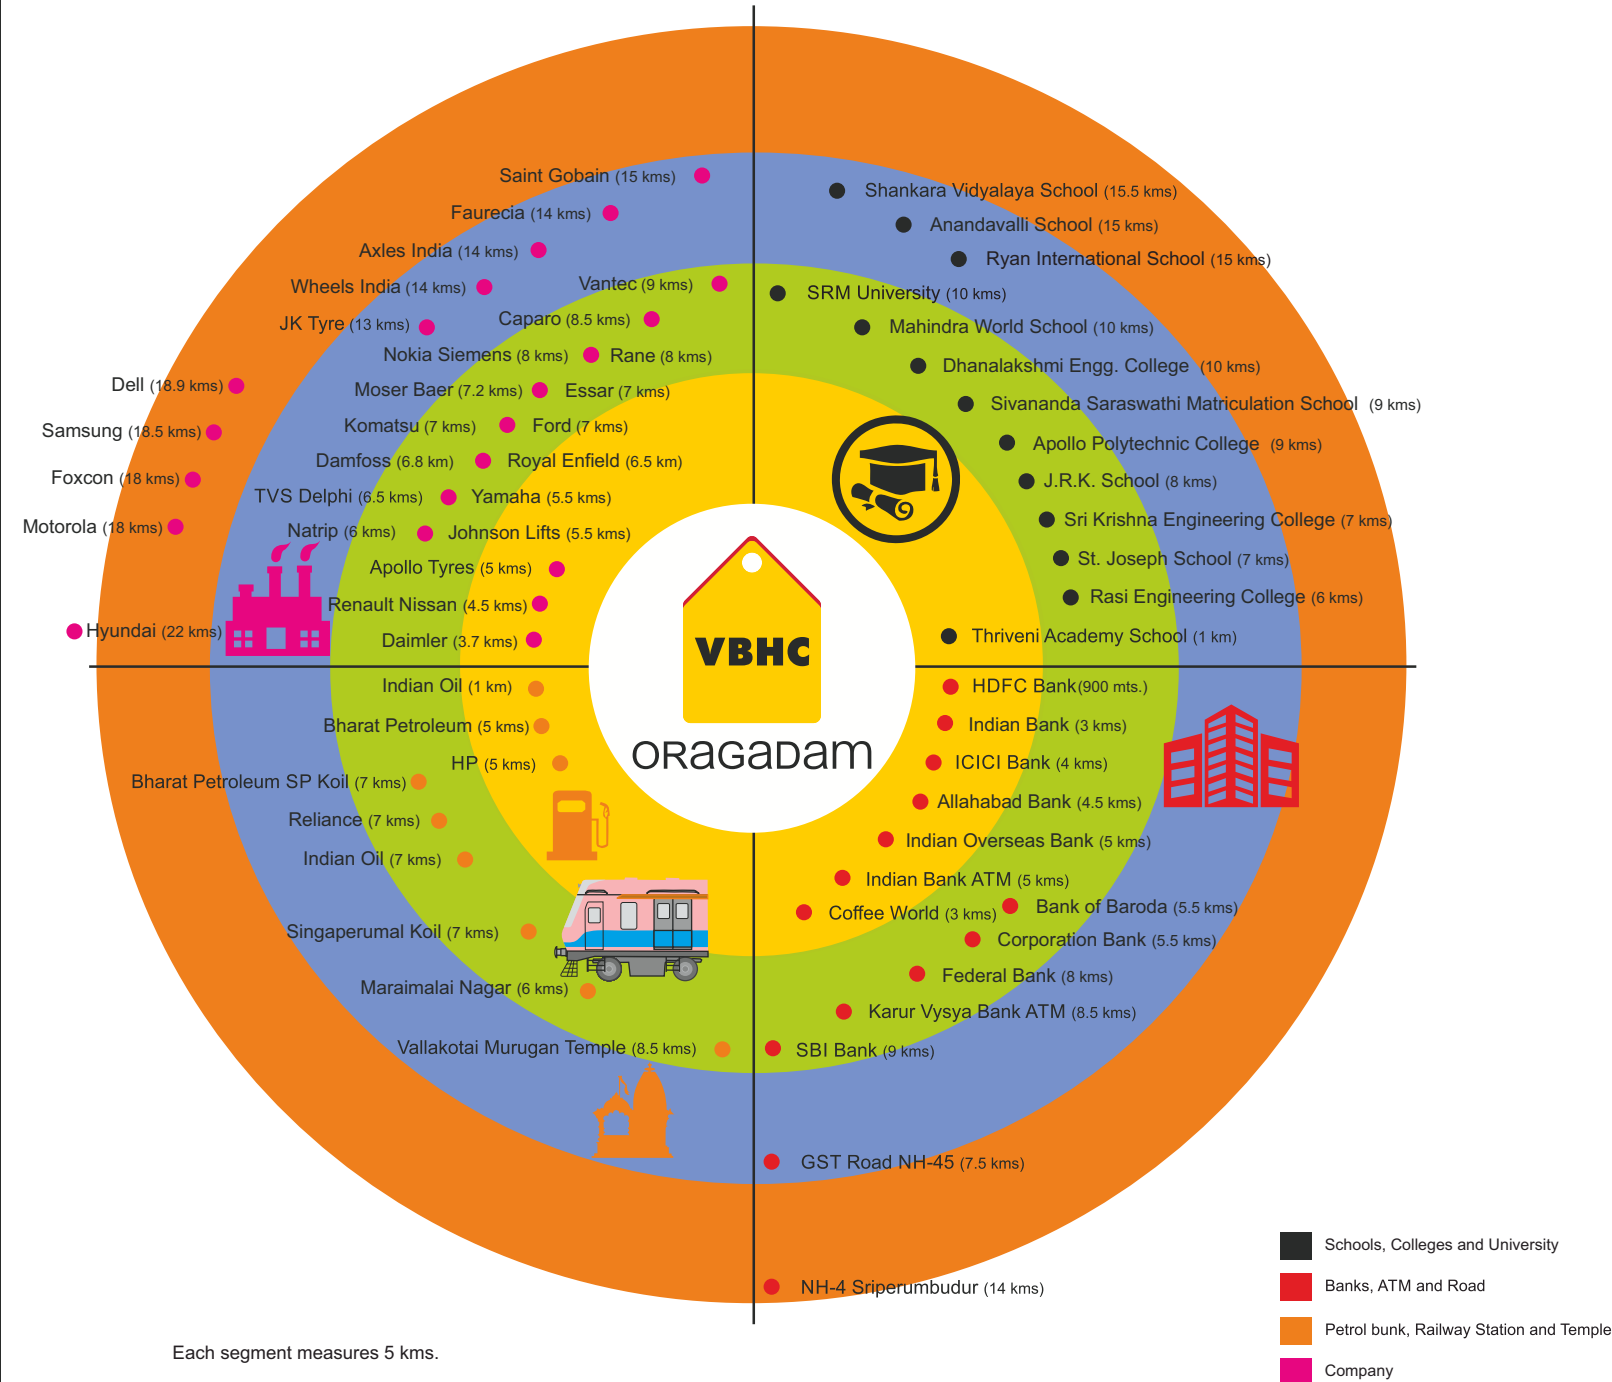 Saint Gobain (15 kms)
Faurecia (14 kms)
Axles India (14 kms)
Wheels India (14 kms)
Vantec (9 kms)
JK Tyre (13 kms)
Caparo (8.5 kms)
Nokia Siemens (8 kms)
Rane (8 kms)
Dell (18.9 kms)
Moser Baer (7.2 kms)
Essar (7 kms)
Samsung (18.5 kms)
Komatsu (7 kms)
Ford (7 kms)
Damfoss (6.8 km)
Royal Enfield (6.5 km)
Foxcon (18 kms)
TVS Delphi (6.5 kms)
Yamaha (5.5 kms)
Motorola (18 kms)
Natrip (6 kms)
Johnson Lifts (5.5 kms)
Apollo Tyres (5 kms)
Renault Nissan (4.5 kms)
Hyundai (22 kms)
Daimler (3.7 kms)
Shankara Vidyalaya School (15.5 kms)
Anandavalli School (15 kms)
Ryan International School (15 kms)
SRM University (10 kms)
Mahindra World School (10 kms)
Dhanalakshmi Engg. College (10 kms)
Sivananda Saraswathi Matriculation School (9 kms)
Apollo Polytechnic College (9 kms)
J.R.K. School (8 kms)
Sri Krishna Engineering College (7 kms)
St. Joseph School (7 kms)
Rasi Engineering College (6 kms)
Thriveni Academy School (1 km)
VBHC
ORAGADAM
Indian Oil (1 km)
Bharat Petroleum (5 kms)
HP (5 kms)
Bharat Petroleum SP Koil (7 kms)
Reliance (7 kms)
Indian Oil (7 kms)
Singaperumal Koil (7 kms)
Maraimalai Nagar (6 kms)
Vallakotai Murugan Temple (8.5 kms)
HDFC Bank(900 mts.)
Indian Bank (3 kms)
ICICI Bank (4 kms)
Allahabad Bank (4.5 kms)
Indian Overseas Bank (5 kms)
Indian Bank ATM (5 kms)
Coffee World (3 kms)
Bank of Baroda (5.5 kms)
Corporation Bank (5.5 kms)
Federal Bank (8 kms)
Karur Vysya Bank ATM (8.5 kms)
SBI Bank (9 kms)
GST Road NH-45 (7.5 kms)
NH-4 Sriperumbudur (14 kms)
Schools, Colleges and University
Banks, ATM and Road
Petrol bunk, Railway Station and Temple
Company
Each segment measures 5 kms.